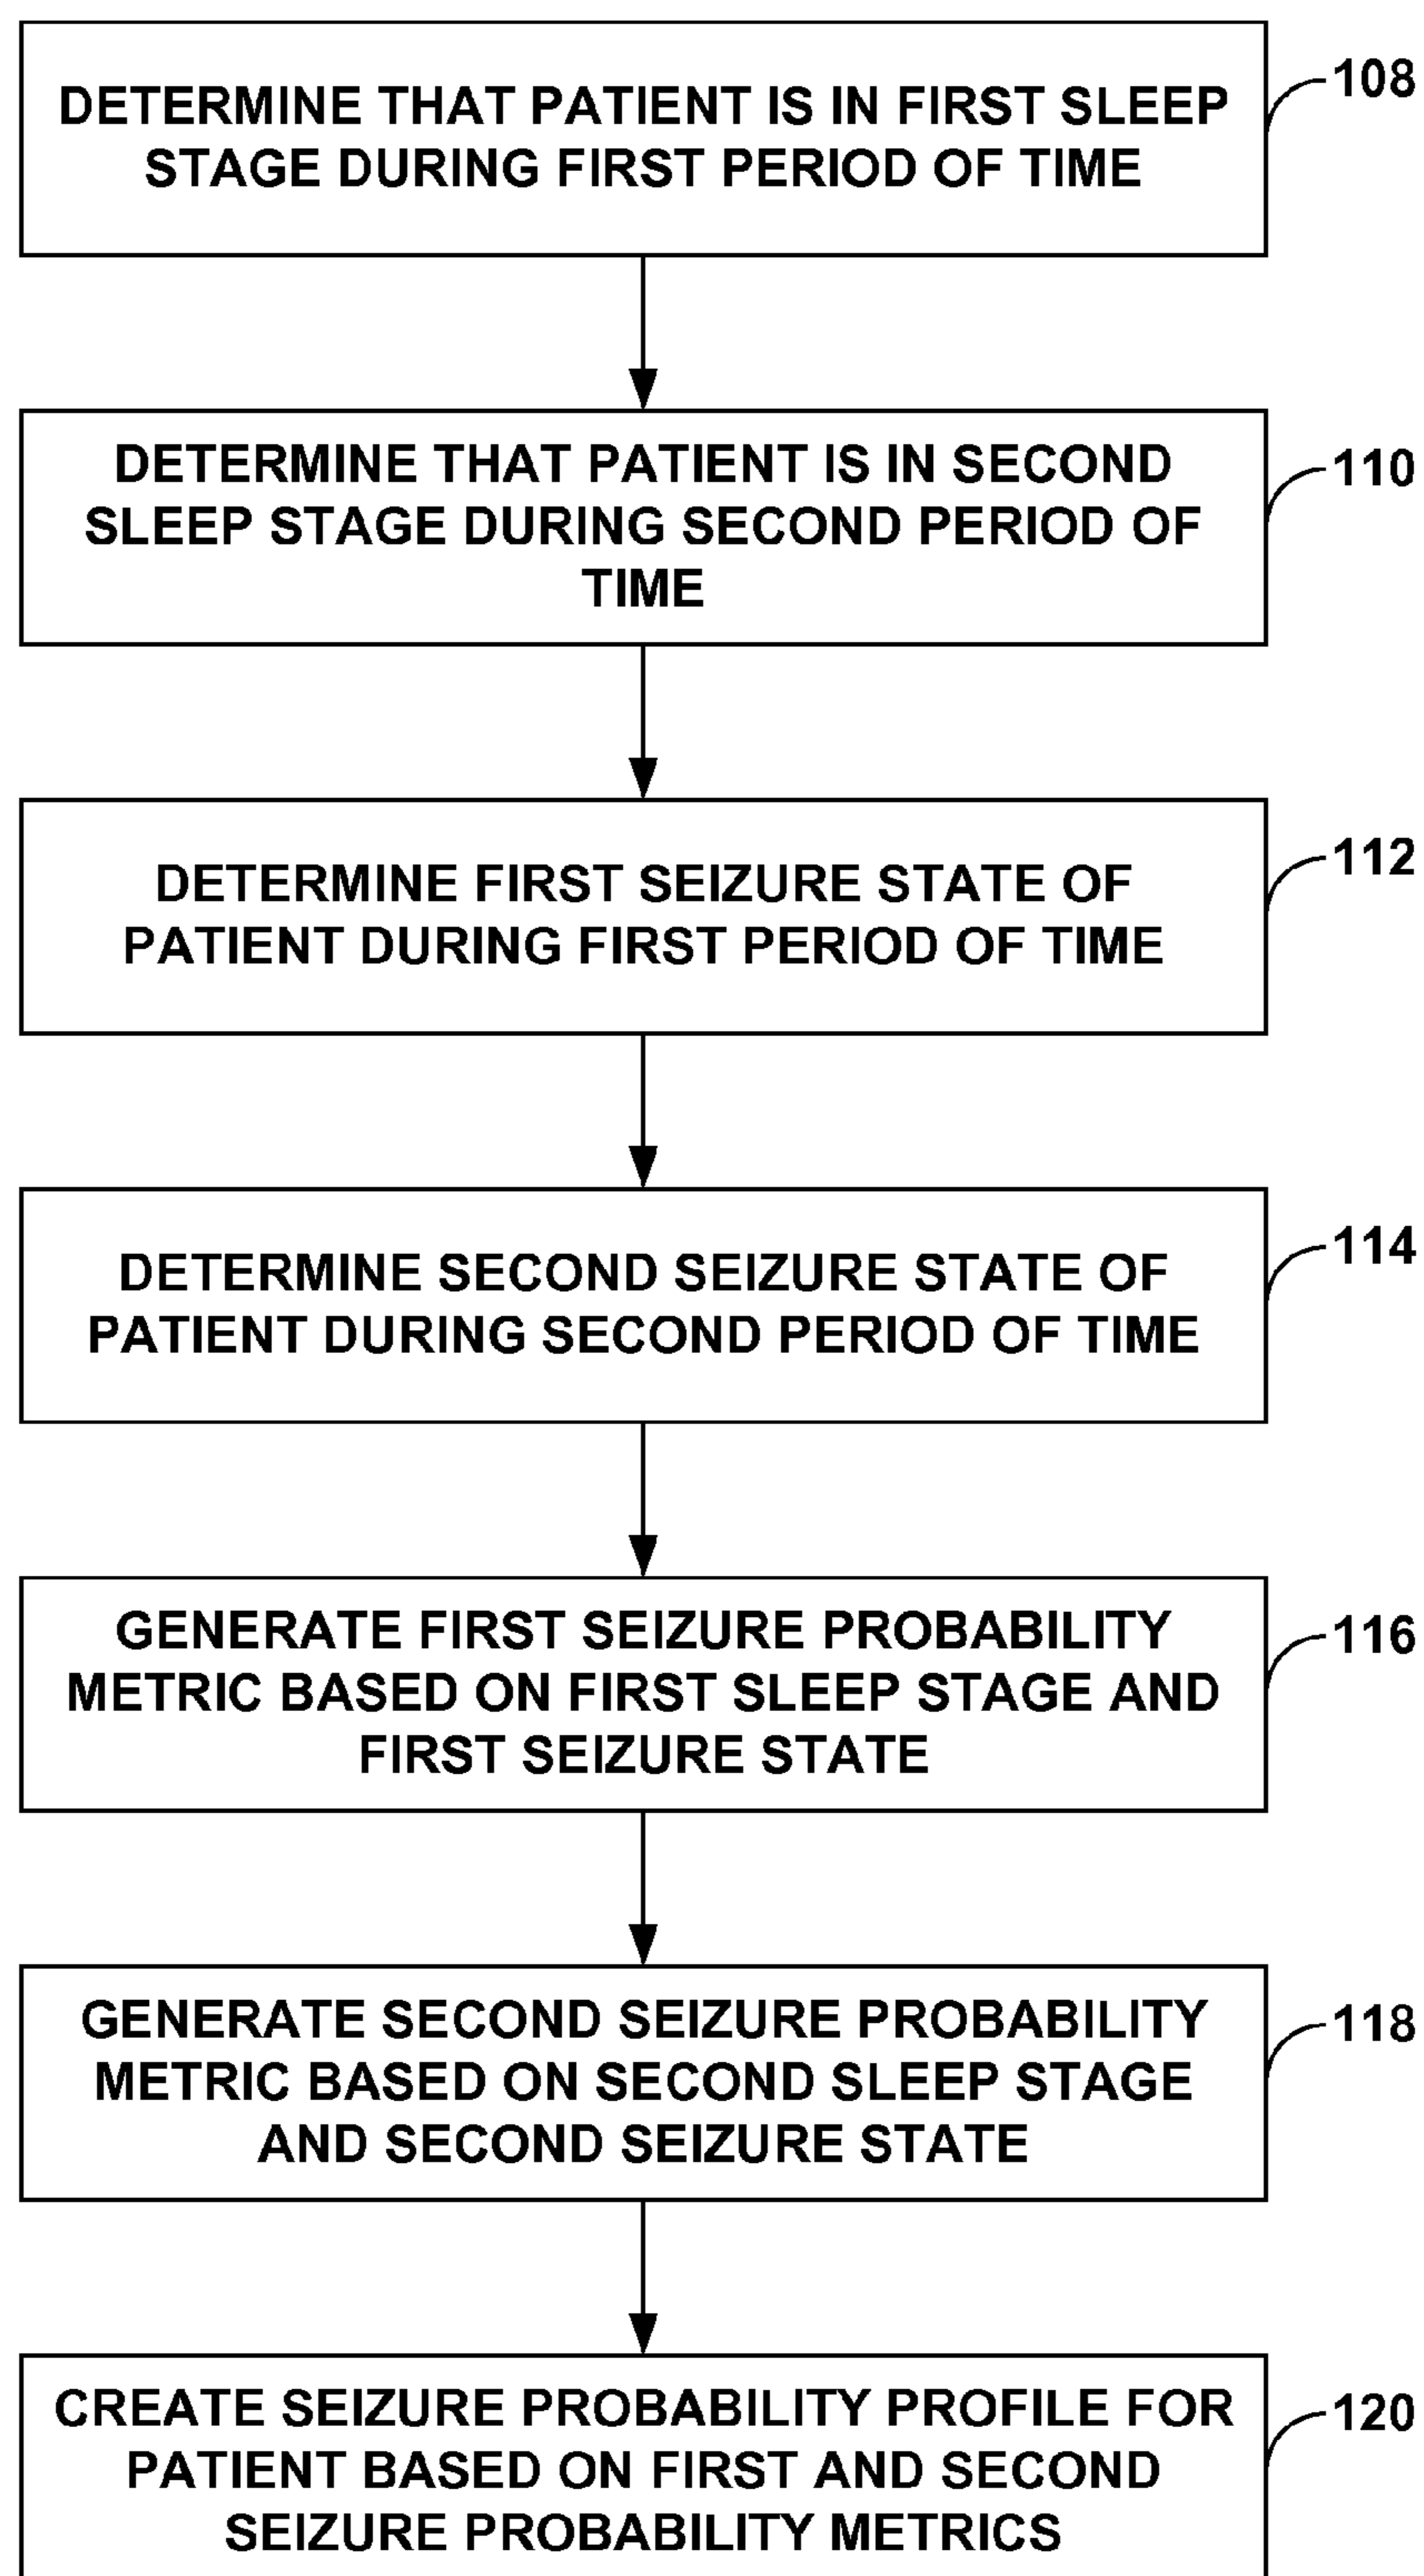 DETERMINE THAT PATIENT IS IN FIRST SLEEP
STAGE DURING FIRST PERIOD OF TIME
108
DETERMINE THAT PATIENT IS IN SECOND
SLEEP STAGE DURING SECOND PERIOD OF
TIME
110
DETERMINE FIRST SEIZURE STATE OF
PATIENT DURING FIRST PERIOD OF TIME
112
DETERMINE SECOND SEIZURE STATE OF
PATIENT DURING SECOND PERIOD OF TIME
114
GENERATE FIRST SEIZURE PROBABILITY
METRIC BASED ON FIRST SLEEP STAGE AND
FIRST SEIZURE STATE
116
GENERATE SECOND SEIZURE PROBABILITY
METRIC BASED ON SECOND SLEEP STAGE
AND SECOND SEIZURE STATE
118
CREATE SEIZURE PROBABILITY PROFILE FOR
PATIENT BASED ON FIRST AND SECOND
SEIZURE PROBABILITY METRICS
120